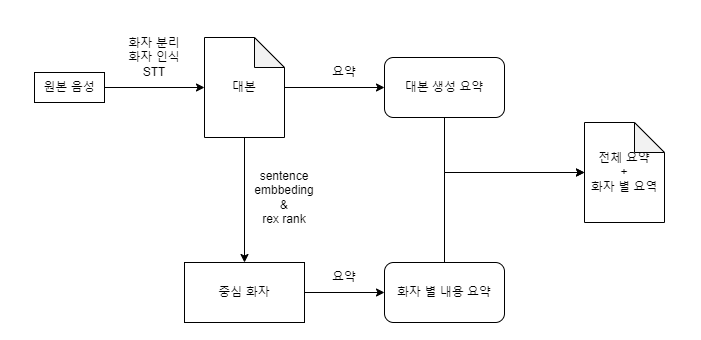 화자 분리
화자 인식
STT
원본 음성
대본
요약
대본 생성 요약
전체 요약
+
화자 별 요역
sentence
embbeding
&
rex rank
중심 화자
요약
화자 별 내용 요약